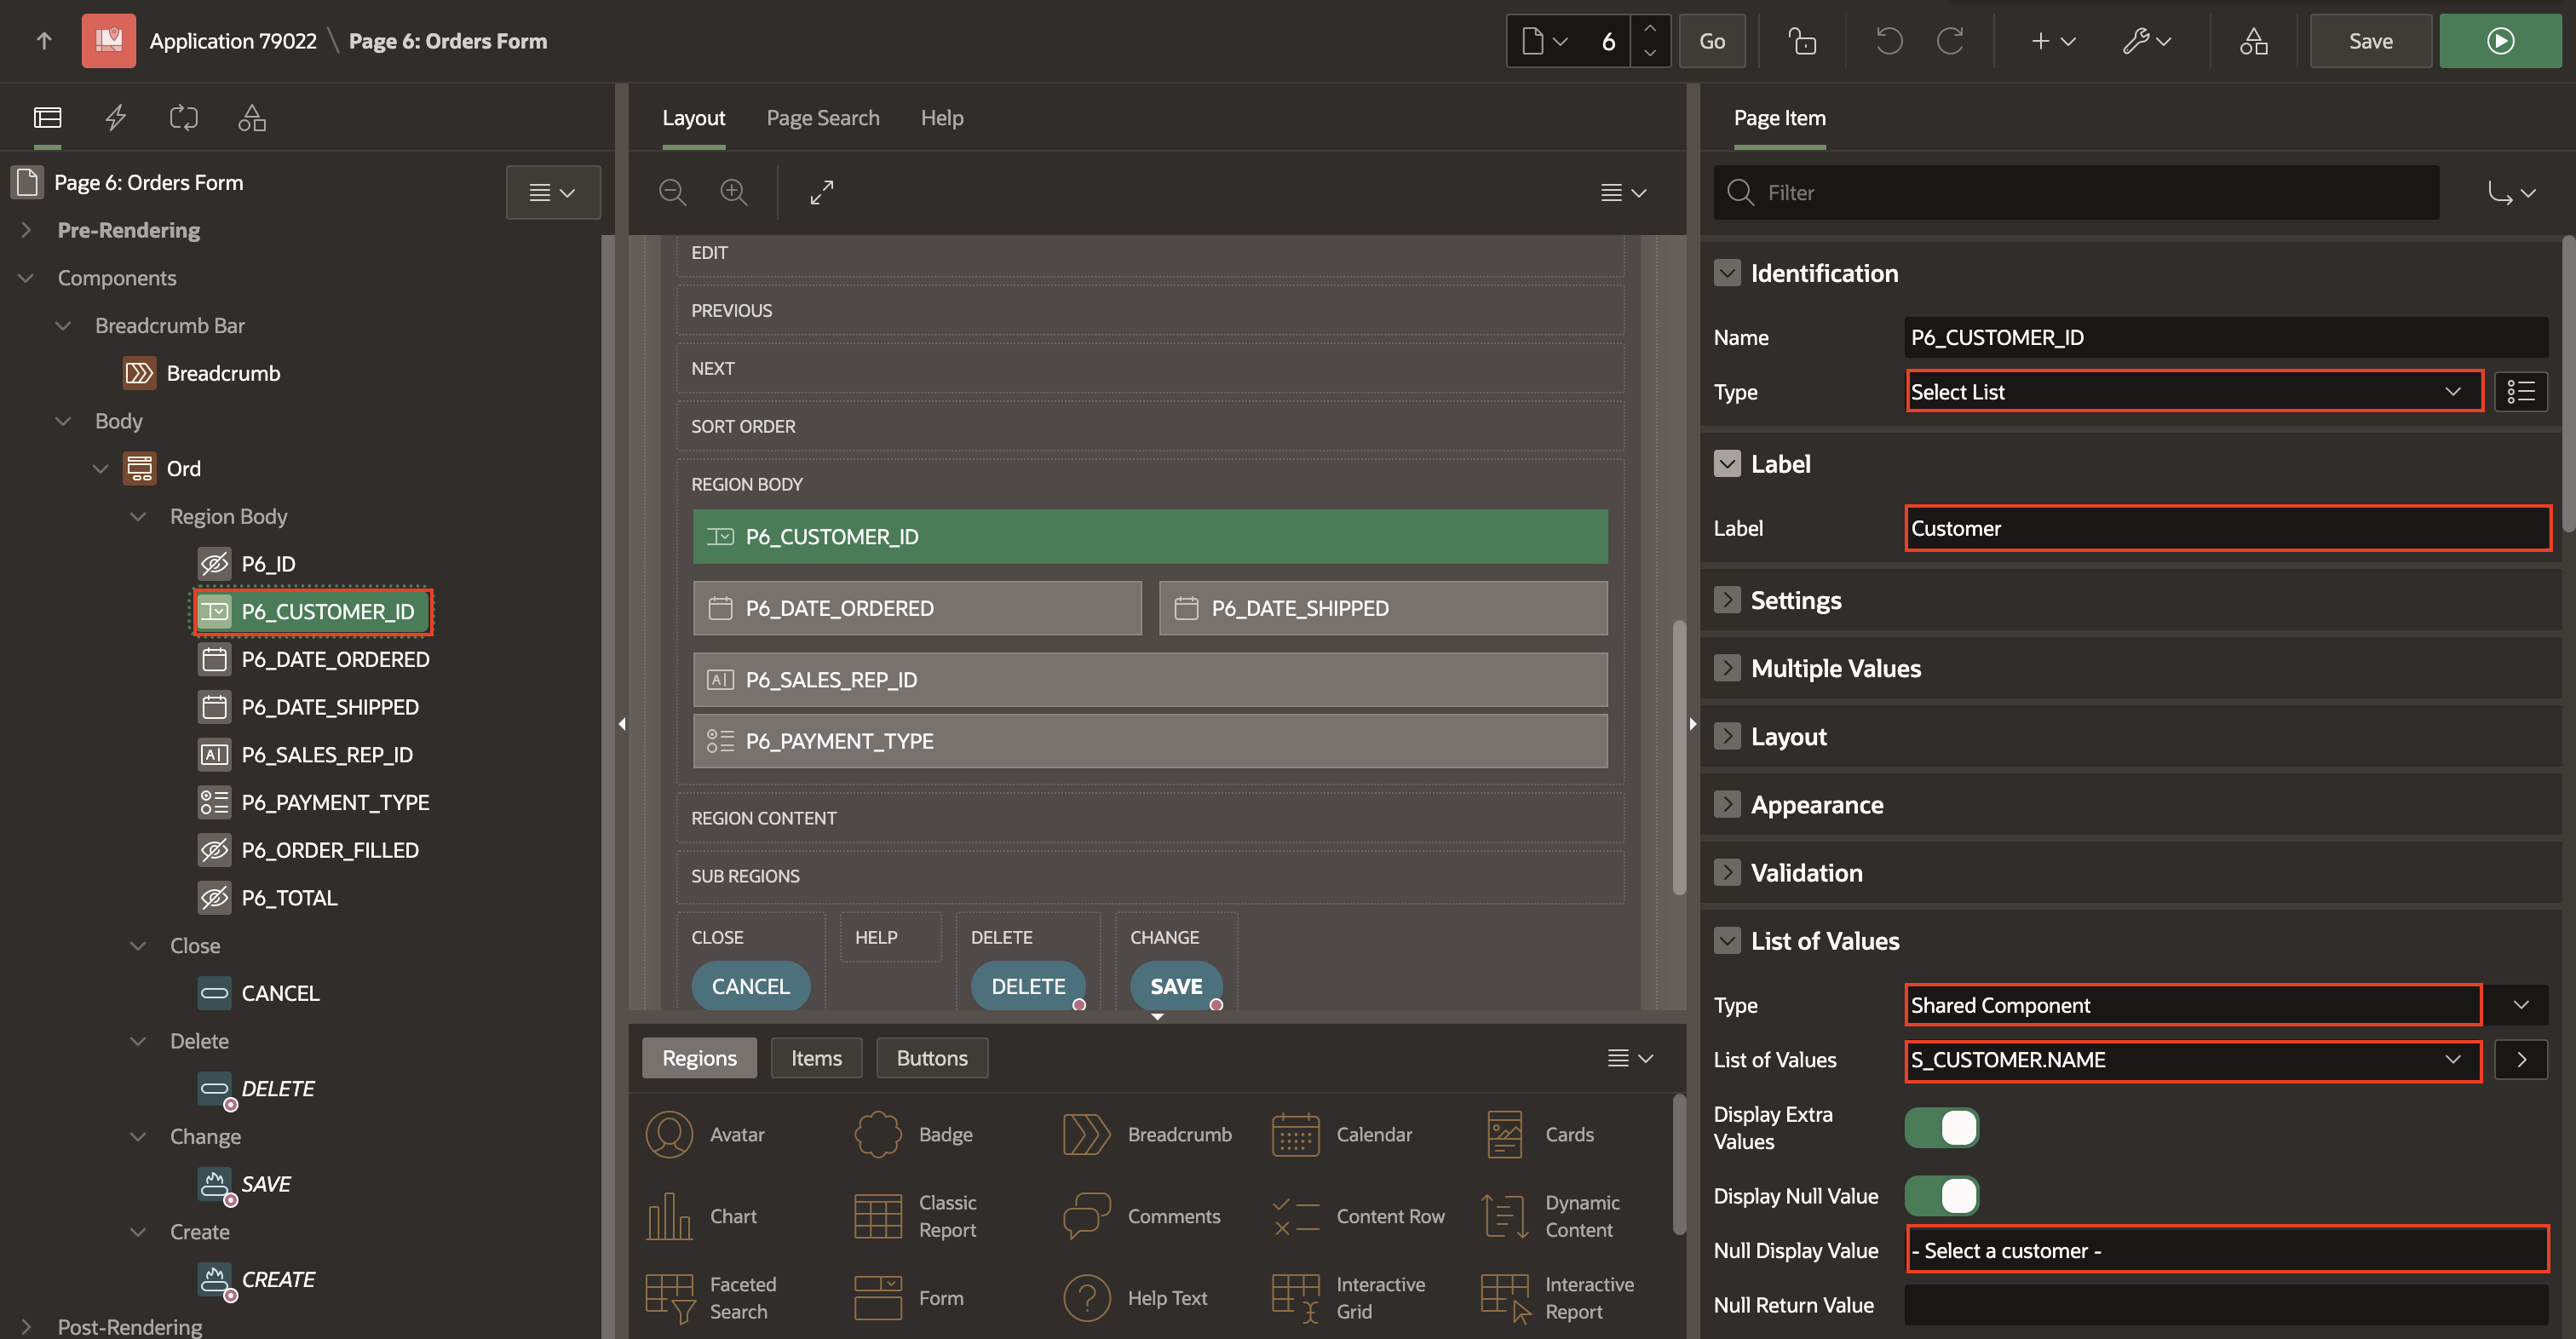 Application 79022 \ Page 6: Orders Form
6
Go
Save
Page 6: Orders Form
Pre-Rendering
Components
Breadcrumb Bar
Breadcrumb
Body
Ord
Region Body
P6_ID
P6_CUSTOMER_ID
P6_DATE_ORDERED
P6_DATE_SHIPPED
P6_SALES_REP_ID
P6_PAYMENT_TYPE
P6_ORDER_FILLED
P6_TOTAL
Close
CANCEL
Delete
DELETE
Change
SAVE
Create
CREATE
Post-Rendering
Layout Page Search Help
EDIT
PREVIOUS
NEXT
SORT ORDER
REGION BODY
P6_CUSTOMER_ID
P6_DATE_ORDERED P6_DATE_SHIPPED
P6_SALES_REP_ID
P6_PAYMENT_TYPE
REGION CONTENT
SUB REGIONS
CLOSE HELP DELETE CHANGE
CANCEL DELETE SAVE
Regions Items Buttons
Avatar Badge Breadcrumb Calendar Cards
Chart Classic Report Comments Content Row Dynamic Content
Faceted Search Form Help Text Interactive Grid Interactive Report
Page Item
Filter
Identification
Name P6_CUSTOMER_ID
Type Select List
Label
Label Customer
Settings
Multiple Values
Layout
Appearance
Validation
List of Values
Type Shared Component
List of Values S_CUSTOMER.NAME
Display Extra
Values
Display Null Value
Null Display Value - Select a customer -
Null Return Value